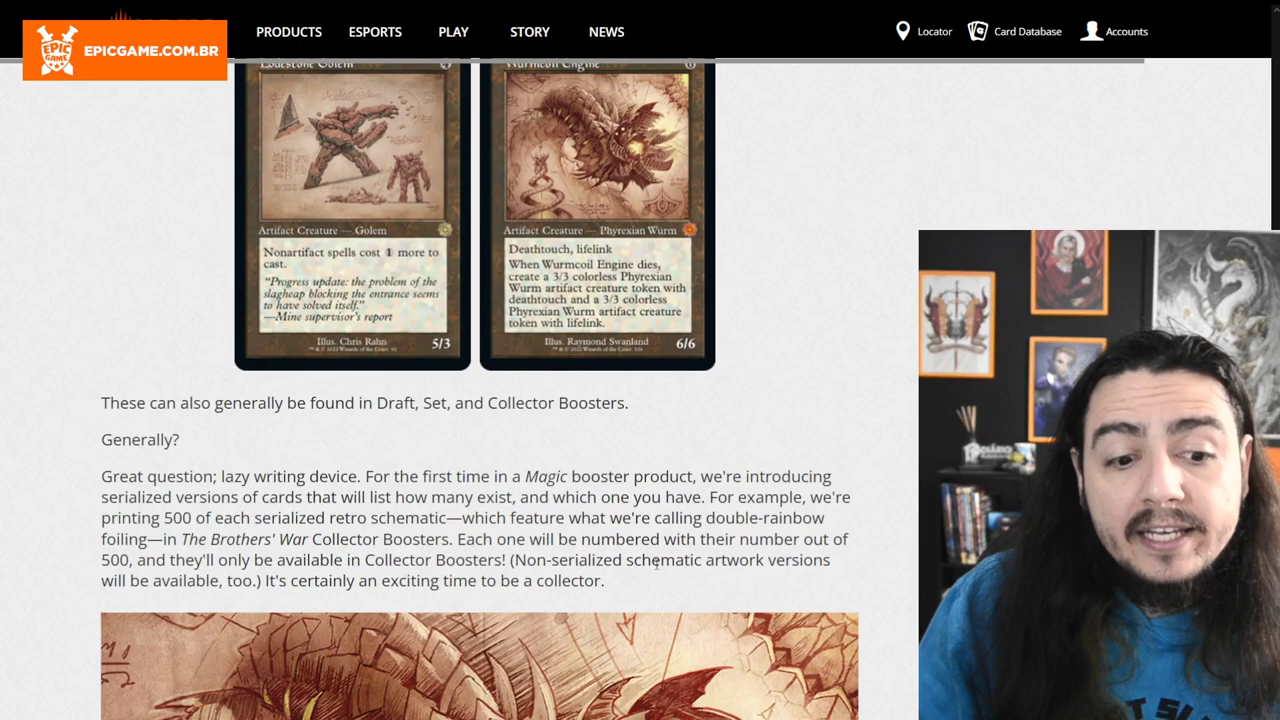 EPIC
GAME
EPICGAME.COM.BR
PRODUCTS ESPORTS PLAY STORY NEWS Locator Card Database Accounts
Lodestone Golem
Wurmcoil Engine
Artifact Creature — Golem
Nonartifact spells cost 1 more to
cast.
“Progress update: the problem of the
slagheap blocking the entrance seems
to have solved itself.”
—Mine supervisor's report
Illus. Chris Rahn
5/3
Artifact Creature — Phyrexian Wurm
Deathtouch, lifelink
When Wurmcoil Engine dies,
create a 3/3 colorless Phyrexian
Wurm artifact creature token with
deathtouch and a 3/3 colorless
Phyrexian Wurm artifact creature
token with lifelink.
Illus. Raymond Swanland
6/6
These can also generally be found in Draft, Set, and Collector Boosters.
Generally?
Great question; lazy writing device. For the first time in a Magic booster product, we're introducing
serialized versions of cards that will list how many exist, and which one you have. For example, we're
printing 500 of each serialized retro schematic—which feature what we're calling double-rainbow
foiling—in The Brothers' War Collector Boosters. Each one will be numbered with their number out of
500, and they'll only be available in Collector Boosters! (Non-serialized schematic artwork versions
will be available, too.) It's certainly an exciting time to be a collector.